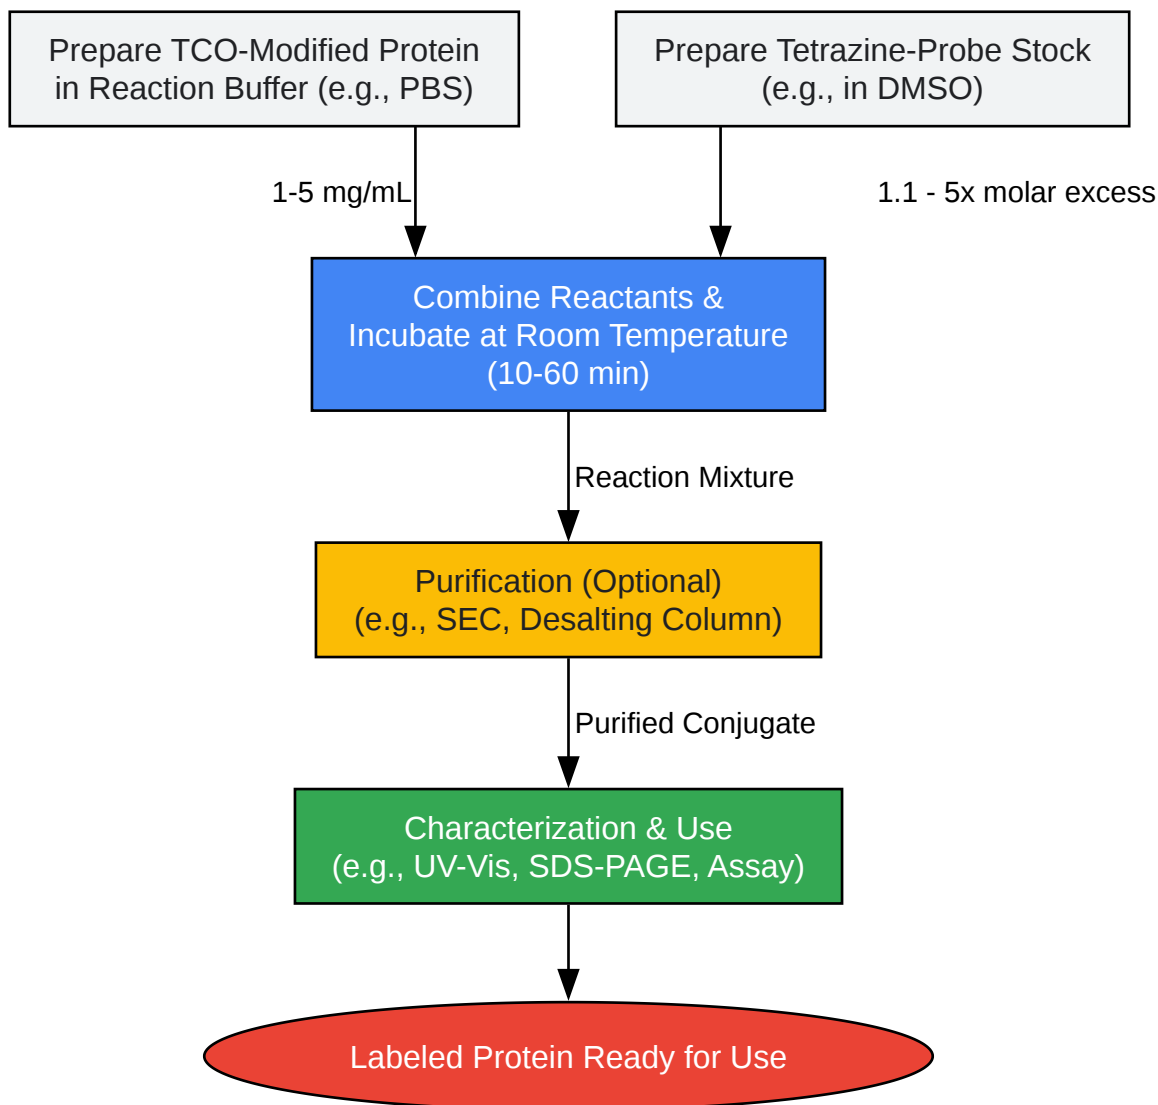 Prepare TCO-Modified Protein
in Reaction Buffer (e.g., PBS)
Prepare Tetrazine-Probe Stock
(e.g., in DMSO)
1-5 mg/mL
1.1 - 5x molar excess
Combine Reactants &
Incubate at Room Temperature
(10-60 min)
Reaction Mixture
Purification (Optional)
(e.g., SEC, Desalting Column)
Purified Conjugate
Characterization & Use
(e.g., UV-Vis, SDS-PAGE, Assay)
Labeled Protein Ready for Use